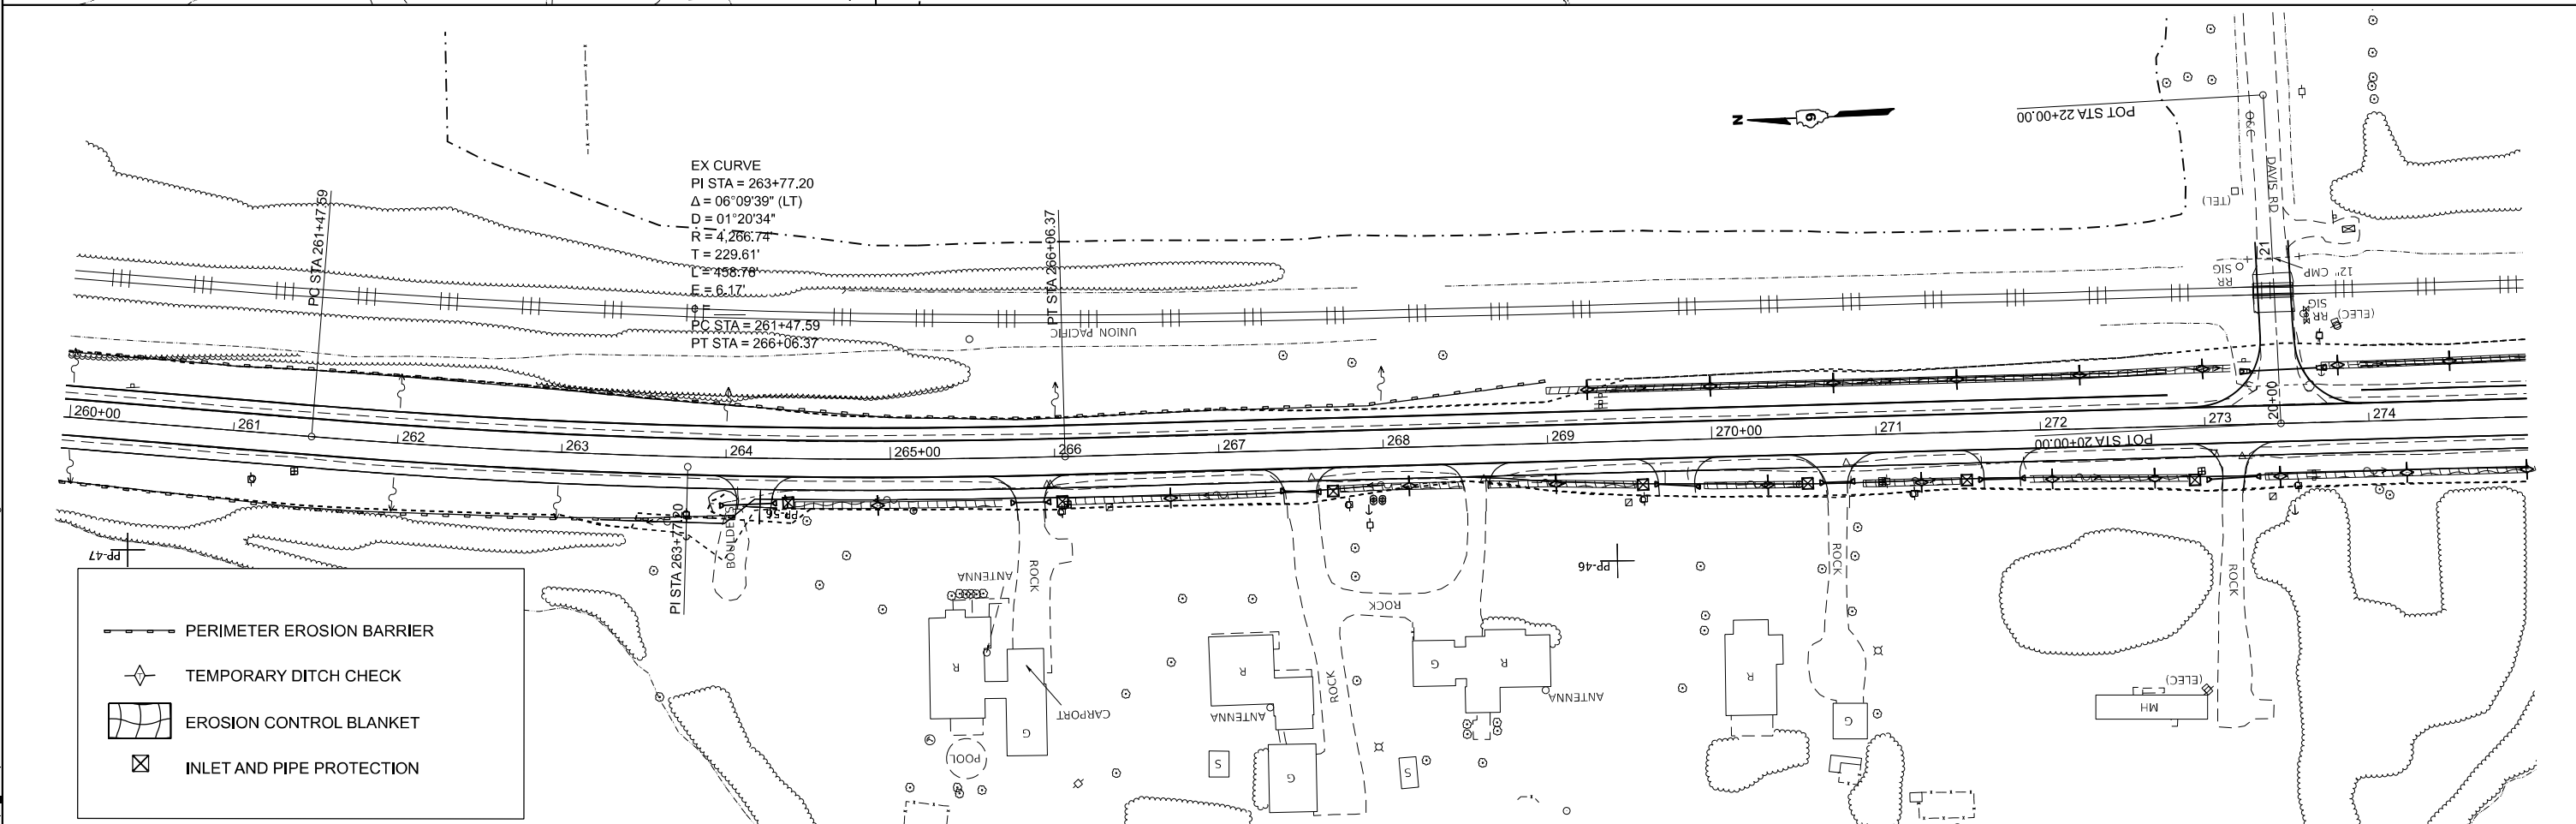 EX CURVE
PI STA = 263+77.20
Δ = 06°09'39" (LT)
D = 01°20'34"
R = 4,266.74'
T = 229.61'
L = 458.78'
E = 6.17'
e =
PC STA = 261+47.59
PT STA = 266+06.37
PC STA 261+47.59
PT STA 266+06.37
PI STA 263+77.20
N
9
POT STA 22+00.00
O&C
DAVIS RD
(TEL)
21
RR
SIG
12" CMP
RR
SIG
(ELEC)
UNION PACIFIC
260+00
261
262
263
264
265+00
266
267
268
269
270+00
271
272
273
274
20+00
POT STA 20+00.00
PP-47
PP-56
PP-46
BOULDERS
ANTENNA
ROCK
ROCK
ROCK
ROCK
ROCK
R
G
CARPORT
POOL
R
ANTENNA
G
S
G
R
ANTENNA
S
R
G
MH
(ELEC)
PERIMETER EROSION BARRIER
TEMPORARY DITCH CHECK
EROSION CONTROL BLANKET
INLET AND PIPE PROTECTION